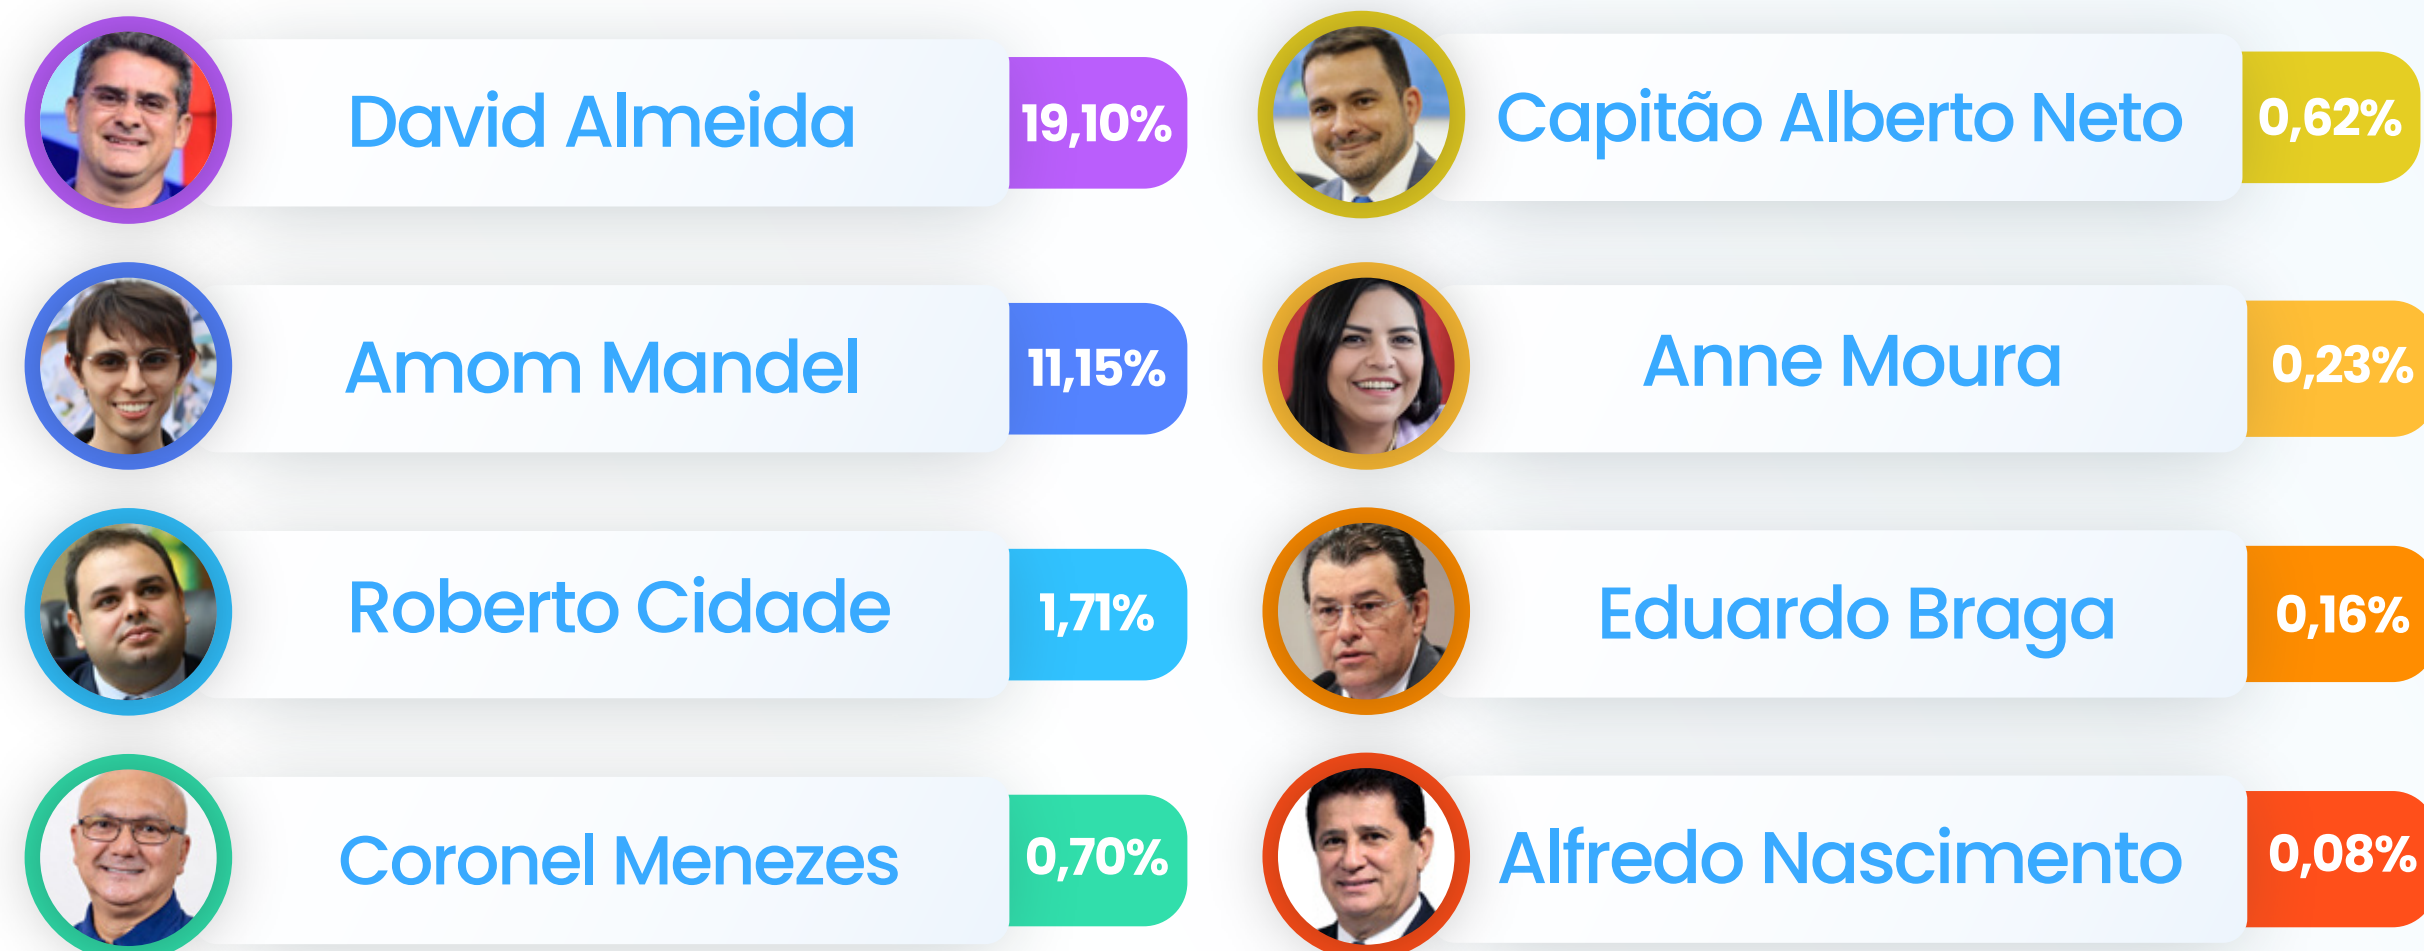 David Almeida
19,10%
Amom Mandel
11,15%
Roberto Cidade
1,71%
Coronel Menezes
0,70%
Capitão Alberto Neto
0,62%
Anne Moura
0,23%
Eduardo Braga
0,16%
Alfredo Nascimento
0,08%